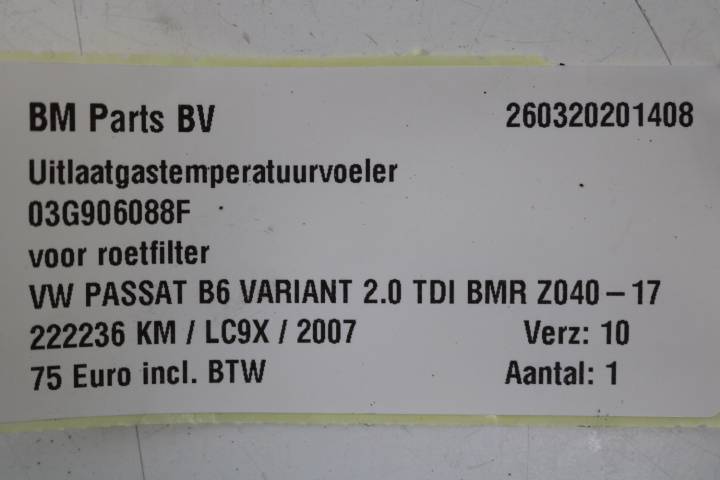 BM Parts BV 260320201408
Uitlaatgastemperatuurvoeler
03G906088F
voor roetfilter
VW PASSAT B6 VARIANT 2.0 TDI BMR Z040-17
222236 KM / LC9X / 2007 Verz: 10
75 Euro incl. BTW Aantal: 1